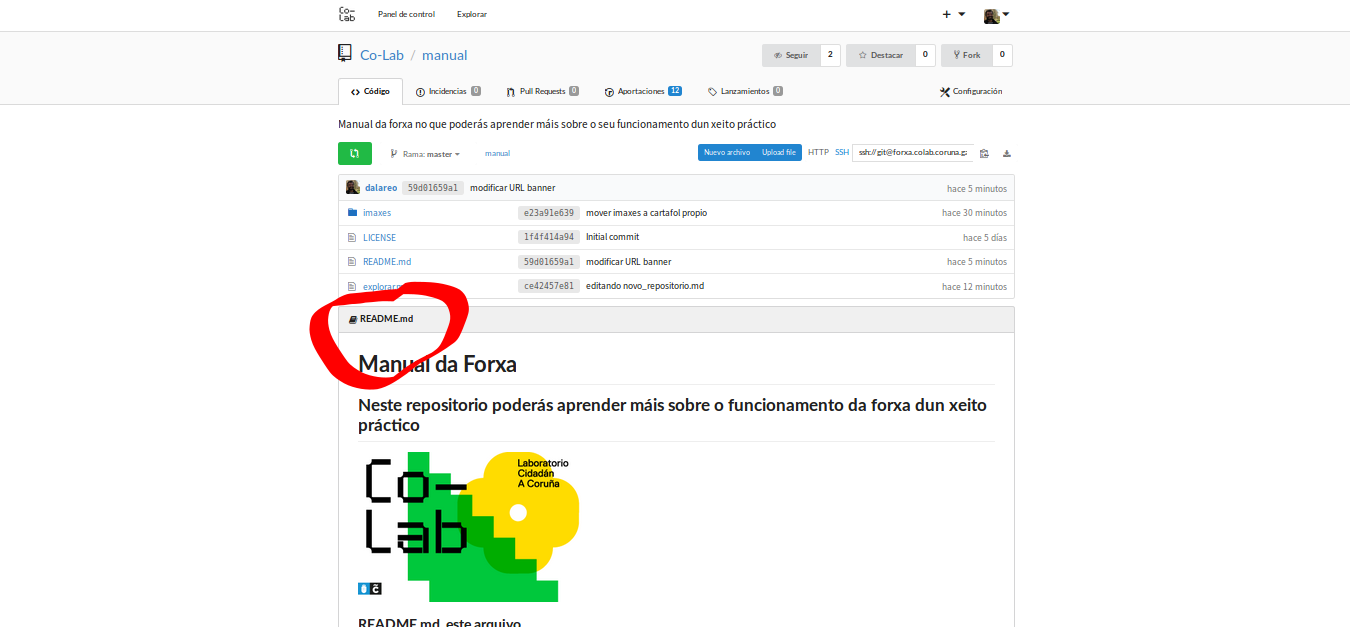 Co-Lab
Panel de control Explorar
Co-Lab / manual
Seguir 2 Destacar 0 Fork 0
Código Incidencias 0 Pull Requests 0 Aportaciones 12 Lanzamientos 0 Configuración
Manual da forxa no que poderás aprender máis sobre o seu funcionamento dun xeito práctico
Rama: master manual Nuevo archivo Upload file HTTP SSH ssh://git@forxa.colab.coruna.g
dalareo 59d01659a1 modificar URL banner hace 5 minutos
imaxes e23a91e639 mover imaxes a cartafol propio hace 30 minutos
LICENSE 1f4f414a94 Initial commit hace 5 días
README.md 59d01659a1 modificar URL banner hace 5 minutos
ce42457e81 editando novo_repositorio.md hace 12 minutos
README.md
Manual da Forxa
Neste repositorio poderás aprender máis sobre o funcionamento da forxa dun xeito
práctico
Co-
Lab
Laboratorio
Cidadán
A Coruña
README.md, este arquivo